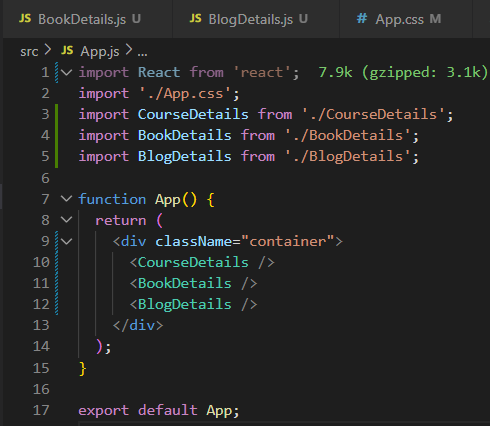 BookDetails.js U BlogDetails.js U # App.css M
src > JS App.js > ...
1 import React from 'react'; 7.9k (gzipped: 3.1k)
2 import './App.css';
3 import CourseDetails from './CourseDetails';
4 import BookDetails from './BookDetails';
5 import BlogDetails from './BlogDetails';
6
7 function App() {
8 return (
9 <div className="container">
10 <CourseDetails />
11 <BookDetails />
12 <BlogDetails />
13 </div>
14 );
15 }
16
17 export default App;